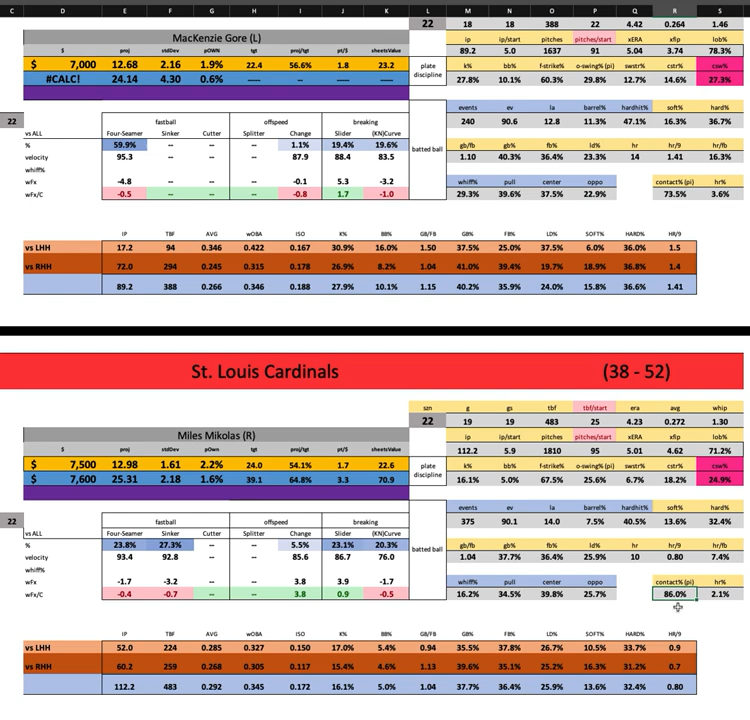 C D E F G H I J K L M N O P Q R S
22 18 18 388 22 4.42 0.264 1.46
MacKenzie Gore (L) ip ip/start pitches pitches/start xERA xfip lob%
89.2 5.0 1637 91 5.04 3.74 78.3%
$ proj stdDev pOWN tgt proj/tgt pt/$ sheetsValue
$ 7,000 12.68 2.16 1.9% 22.4 56.6% 1.8 23.2 plate discipline k% bb% f-strike% o-swing% (pi) swstr% cstr% csw%
#CALC! 24.14 4.30 0.6% ---- ---- -- ---- 27.8% 10.1% 60.3% 29.8% 12.7% 14.6% 27.3%
events ev la barrel% hardhit% soft% hard%
22 fastball offspeed breaking 240 90.6 12.8 11.3% 47.1% 16.3% 36.7%
vs ALL Four-Seamer Sinker Cutter Splitter Change Slider (KN)Curve batted ball
% 59.9% -- -- -- 1.1% 19.4% 19.6% gb/fb gb% fb% ld% hr hr/9 hr/fb
velocity 95.3 -- -- -- 87.9 88.4 83.5 1.10 40.3% 36.4% 23.3 14 1.41 16.3%
whiff%
wFx -4.8 -0.1 5.3 -3.2 whiff% pull center oppo contact% (pi) hr%
wFx/C -0.5 -- -- -- -0.8 1.7 -1.0 29.3% 39.6% 37.5% 22.9% 73.5% 3.6%
IP TBF AVG wOBA ISO K% BB% GB/FB GB% FB% LD% SOFT% HARD% HR/9
vs LHH 17.2 94 0.346 0.422 0.167 30.9% 16.0% 1.50 37.5% 25.0% 37.5% 6.0% 36.0% 1.5
vs RHH 72.0 294 0.245 0.315 0.178 26.9% 8.2% 1.04 41.0% 39.4% 19.7% 18.9% 36.8% 1.4
89.2 388 0.266 0.346 0.188 27.9% 10.1% 1.15 40.2% 35.9% 24.0% 15.8% 36.6% 1.41
St. Louis Cardinals (38 - 52)
szn g gs tbf tbf/start era avg whip
22 19 19 483 25 4.23 0.272 1.30
Miles Mikolas (R) ip ip/start pitches pitches/start xERA xfip lob%
112.2 5.9 1810 95 5.01 4.62 71.2%
$ proj stdDev pOwn tgt proj/tgt pt/$ sheetsValue
$ 7,500 12.98 1.61 2.2% 24.0 54.1% 1.7 22.6 plate discipline k% bb% f-strike% o-swing% (pi) swstr% cstr% csw%
$ 7,600 25.31 2.18 1.6% 39.1 64.8% 3.3 70.9 16.1% 5.0% 67.5% 25.6% 6.7% 18.2% 24.9%
events ev la barrel% hardhit% soft% hard%
22 fastball offspeed breaking 375 90.1 14.0 7.5% 40.5% 13.6% 32.4%
vs ALL Four-Seamer Sinker Cutter Splitter Change Slider (KN)Curve batted ball
% 23.8% 27.3% -- -- 5.5% 23.1% 20.3% gb/fb gb% fb% ld% hr hr/9 hr/fb
velocity 93.4 92.8 -- -- 85.6 86.7 76.0 1.04 37.7% 36.4% 25.9% 10 0.80 7.4%
whiff%
wFx -1.7 -3.2 3.8 3.9 -1.7 whiff% pull center oppo contact% (pi) hr%
wFx/C -0.4 -0.7 -- -- 3.8 0.9 -0.5 16.2% 34.5% 39.8% 25.7% 86.0% 2.1%
IP TBF AVG wOBA ISO K% BB% GB/FB GB% FB% LD% SOFT% HARD% HR/9
vs LHH 52.0 224 0.285 0.327 0.150 17.0% 5.4% 0.94 35.5% 37.8% 26.7% 10.5% 33.7% 0.9
vs RHH 60.2 259 0.268 0.305 0.117 15.4% 4.6% 1.13 39.6% 35.1% 25.2% 16.3% 31.2% 0.7
112.2 483 0.292 0.345 0.172 16.1% 5.0% 1.04 37.7% 36.4% 25.9% 13.6% 32.4% 0.80